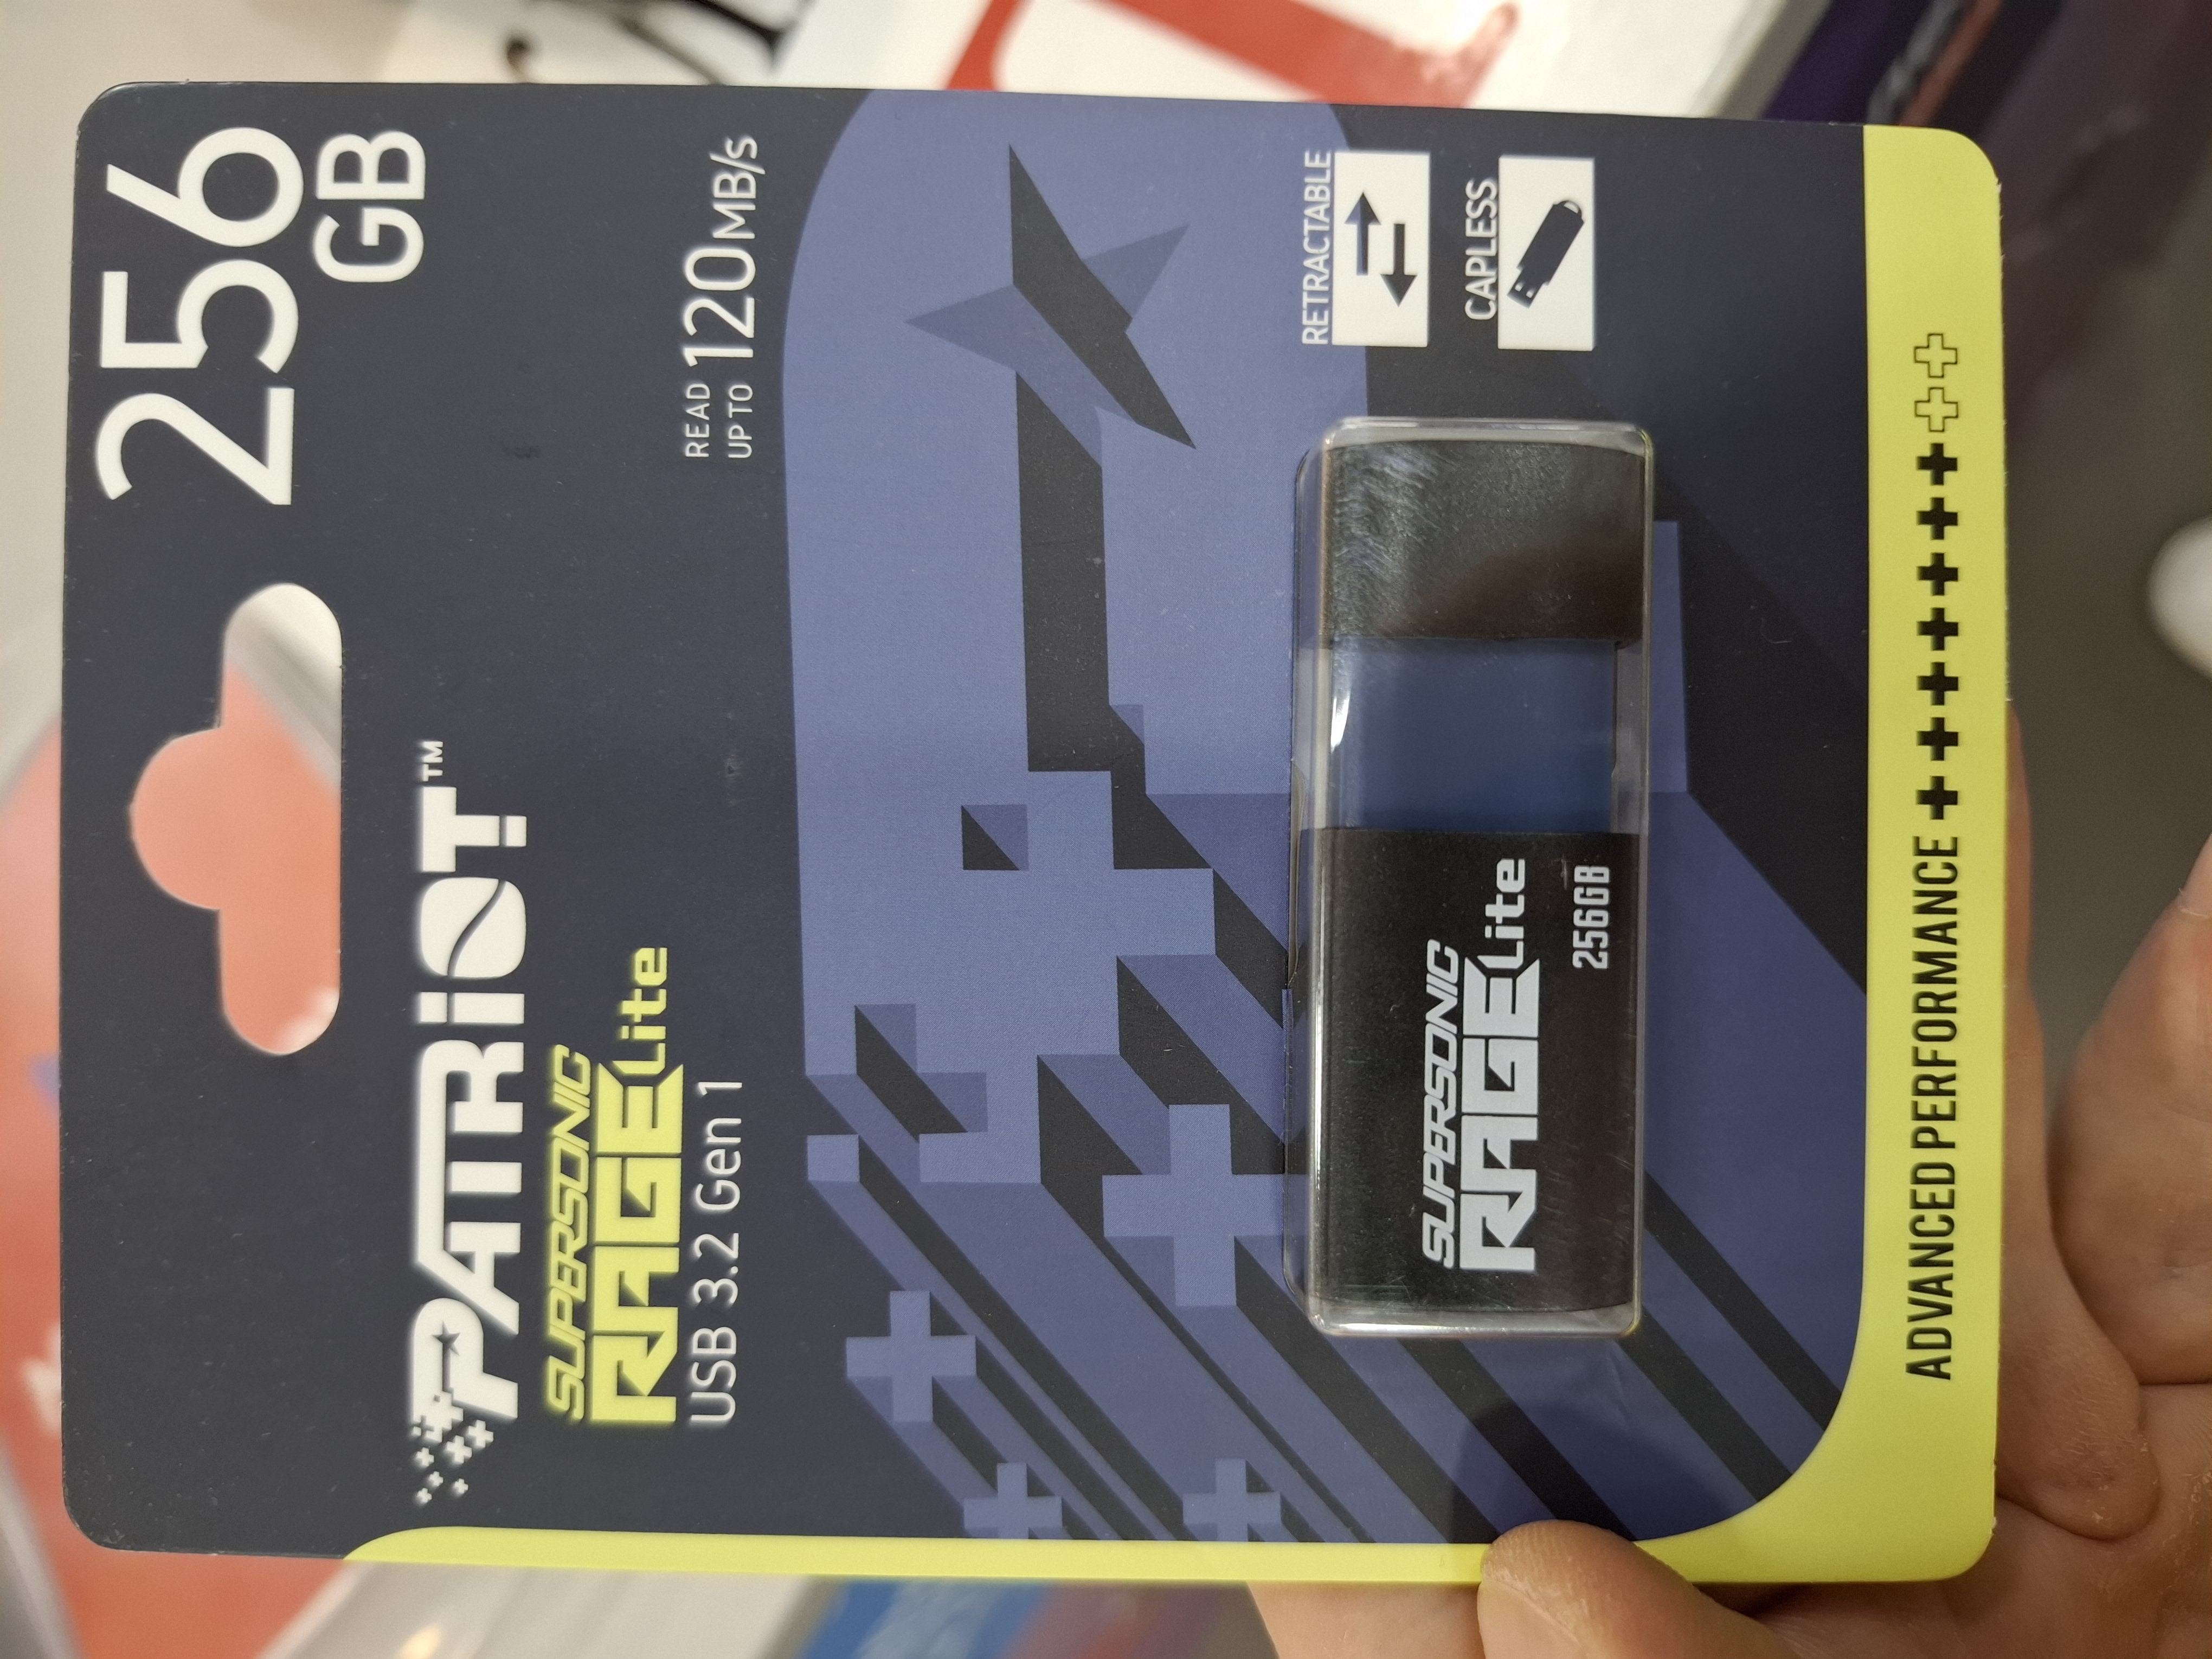 256
GB
PATRIOT™
SUPERSONIC
RAGE Lite
USB 3.2 Gen 1
READ
UP TO 120MB/s
RETRACTABLE
CAPLESS
SUPERSONIC
RAGE Lite
256GB
ADVANCED PERFORMANCE